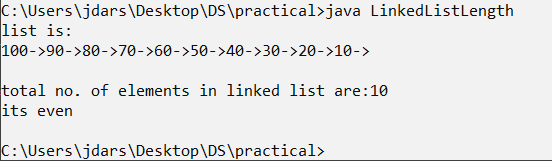 C:\Users\jdars\Desktop\DS\practical>java LinkedListLength
list is:
100->90->80->70->60->50->40->30->20->10->
total no. of elements in linked list are:10
its even
C:\Users\jdars\Desktop\DS\practical>